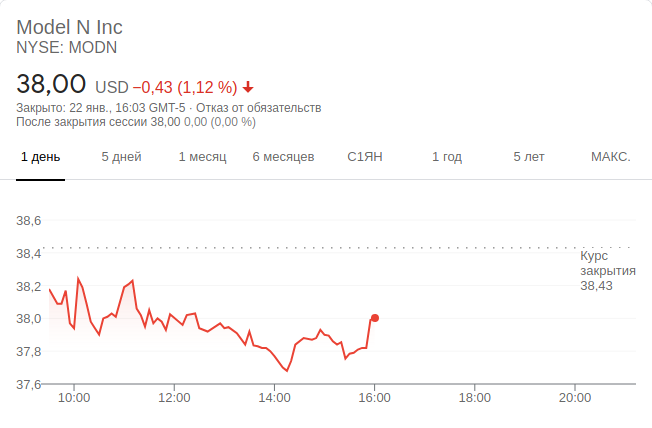 Model N Inc
NYSE: MODN
38,00 USD −0,43 (1,12 %)
Закрыто: 22 янв., 16:03 GMT-5 · Отказ от обязательств
После закрытия сессии 38,00 0,00 (0,00 %)
1 день 5 дней 1 месяц 6 месяцев С1ЯН 1 год 5 лет МАКС.
38,6
38,4
Курс
закрытия
38,43
38,2
38,0
37,8
37,6
10:00 12:00 14:00 16:00 18:00 20:00